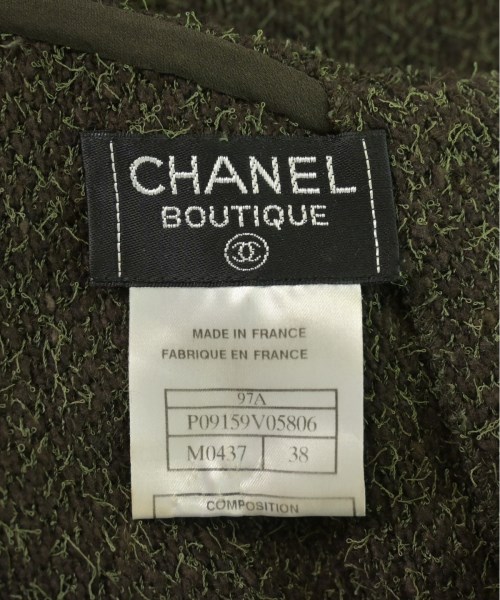 CHANEL
BOUTIQUE
MADE IN FRANCE
FABRIQUE EN FRANCE
97A
P09159V05806
M0437 38
COMPOSITION